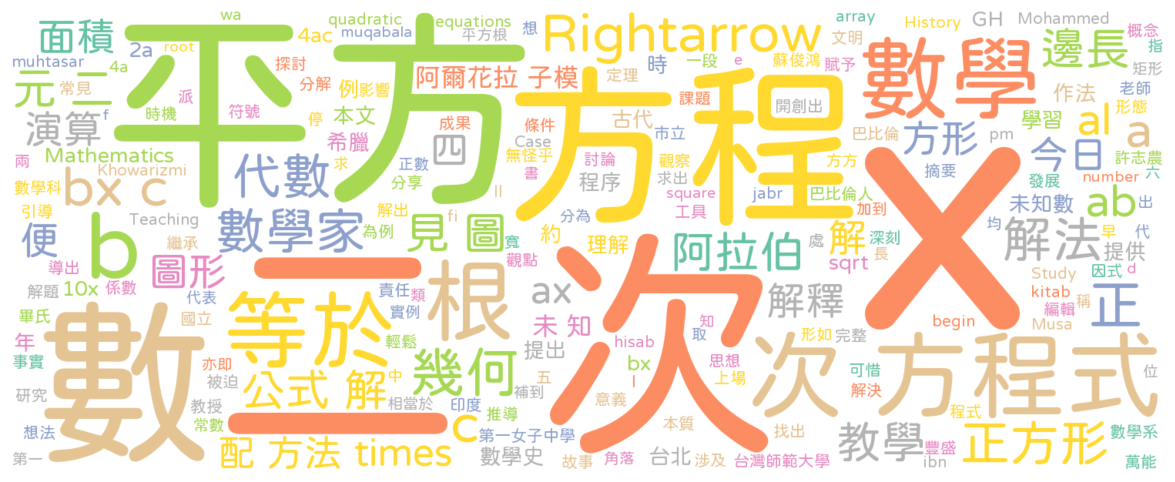 wa
quadratic
equations
想
array
History
GH
Mohammed
概念
面積
2a
root
4ac
muqabala
平方根
Rightarrow
文明
數學
邊長
指
muhtasar
4a
平方
探討
例
影響
阿爾花拉 子模
時
一段
e
蘇俊鴻
賦予
矩形
元 二
常見
派
分解
定理
方程
作法
老師
時機
符號
f
停
本文
成果
條件
課題
開創出
al
a
形態
演算
希臘
四
Case
古代
市立
巴比倫
方形
pm
學習
兩
Mathematics
代數
求
正數
無怪乎
討論
觀察
X
摘要
今日
許志農
Khowarizmi
分享
ll
書
程序
求出
jabr
發展
六
數學科
bx c
解出
square
巴比倫人
未知數
number
引導
Teaching
數學家
為例
見 圖
fi
寬
約
理解
工具
加到
ab
出
便
b
繼承
觀點
分為
阿拉伯
處
解
深刻
均
解法
早
代
導出
圖形
一
根
sqrt
長
提供
解題
10x
係數
二
次
ax
解釋
Study
因式
d
畢氏
代表
責任
類
kitab
編輯
稱
數
國立
等於
實例
未 知
hisab
知
取
形如
完整
begin
Musa
正
年
輕鬆
提出
bx
l
思想
上場
次 方程式
事實
亦即
中
幾何
五
補到
可惜
位
研究
被迫
公式 解
意義
解決
教授
相當於
印度
推導
本質
程式
想法
常數
c
第一女子中學
找出
教學
正方形
數學系
第一
配 方法
times
數學史
故事
角落
台北
涉及
台灣師範大學
豐盛
ibn
萬能
方方